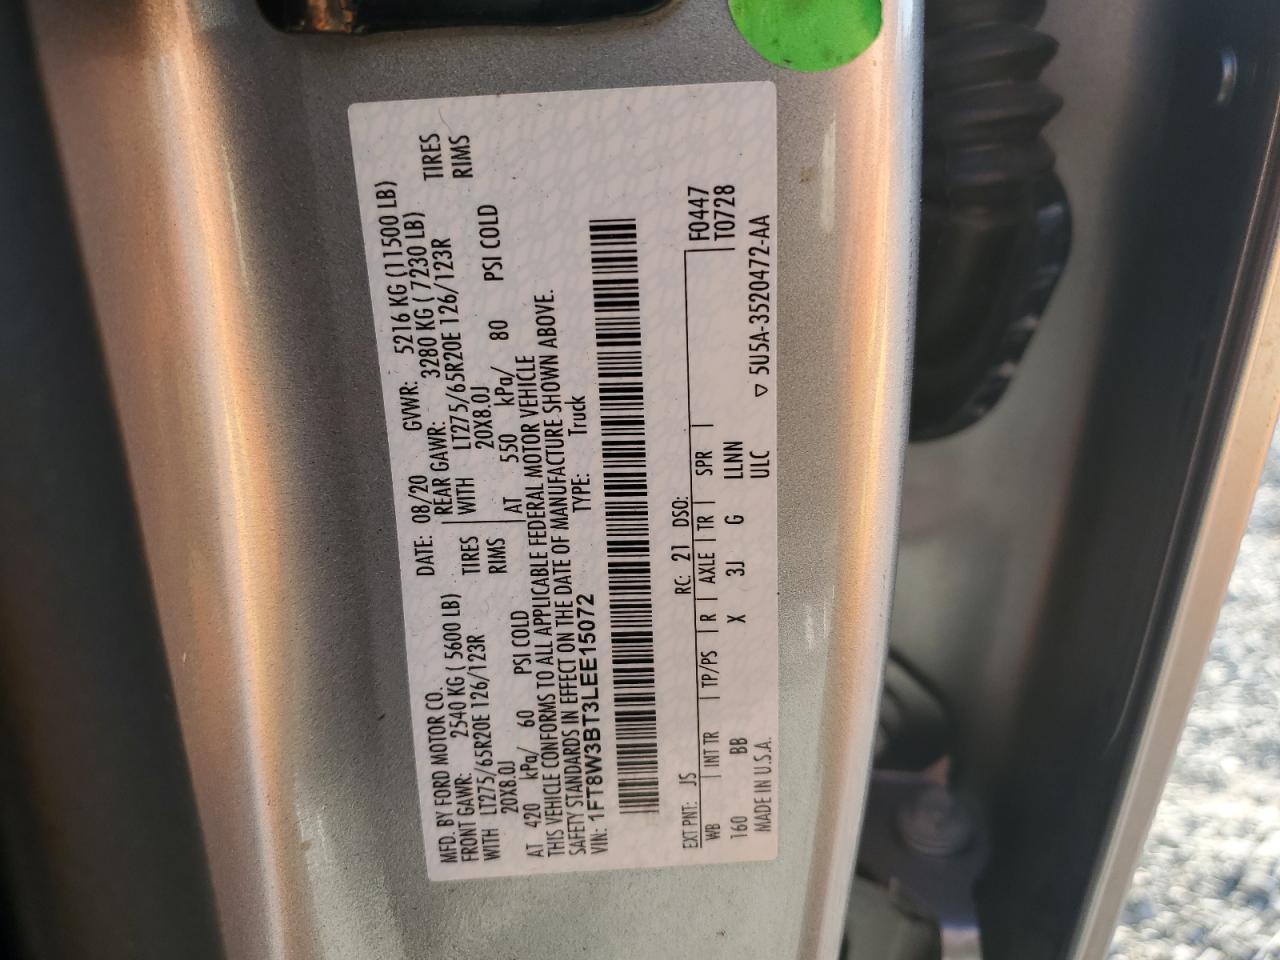 MFD. BY FORD MOTOR CO. DATE: 08/20 GVWR: 5216 KG (11500 LB)
FRONT GAWR: 2540 KG ( 5600 LB) REAR GAWR: 3280 KG ( 7230 LB)
WITH LT275/65R20E 126/123R TIRES WITH LT275/65R20E 126/123R TIRES
20X8.0J RIMS 20X8.0J RIMS
AT 420 kPa/ 60 PSI COLD AT 550 kPa/ 80 PSI COLD
THIS VEHICLE CONFORMS TO ALL APPLICABLE FEDERAL MOTOR VEHICLE
SAFETY STANDARDS IN EFFECT ON THE DATE OF MANUFACTURE SHOWN ABOVE.
VIN: 1FT8W3BT3LEE15072 TYPE: Truck
EXT PNT: JS RC: 21 DSO: F0447
WB INT TR TP/PS R AXLE TR SPR T0728
160 BB X 3J G LLNN
MADE IN U.S.A. ULC ▽ 5U5A-3520472-AA